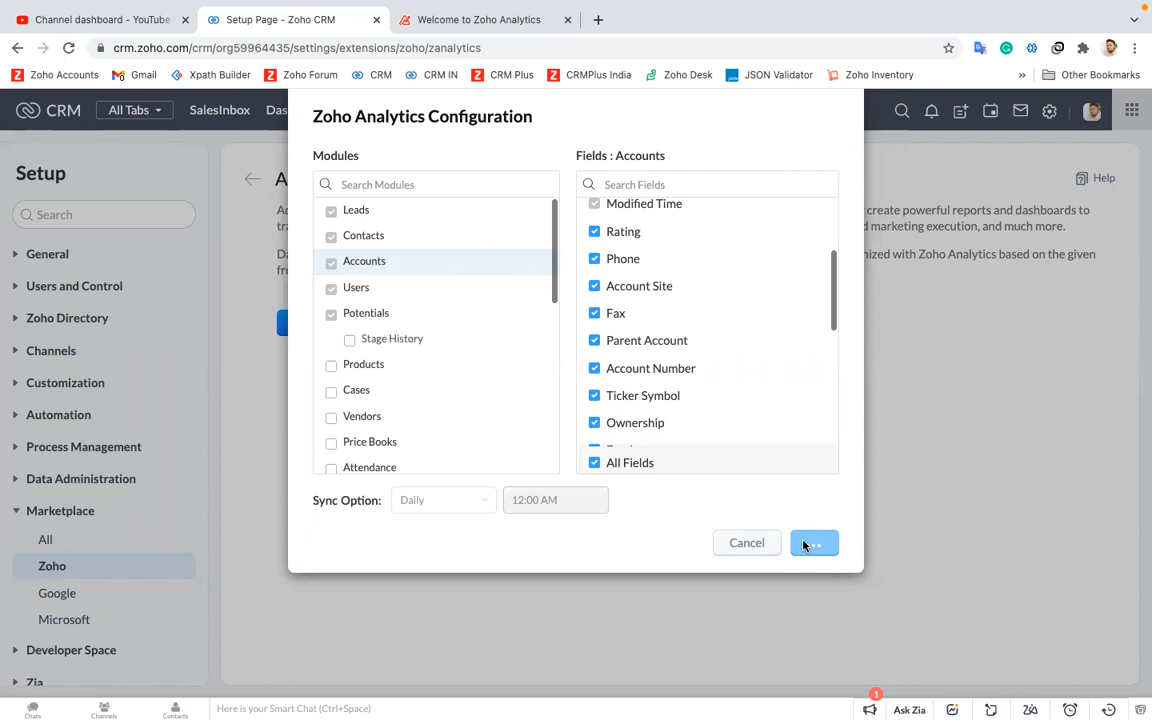 Channel dashboard - YouTube
Setup Page - Zoho CRM
Welcome to Zoho Analytics
crm.zoho.com/crm/org59964435/settings/extensions/zoho/zanalytics
Zoho Accounts
Gmail
Xpath Builder
Zoho Forum
CRM
CRM IN
CRM Plus
CRMPlus India
Zoho Desk
JSON Validator
Zoho Inventory
»
Other Bookmarks
CRM
All Tabs
SalesInbox
Das
Setup
Search
General
Users and Control
Zoho Directory
Channels
Customization
Automation
Process Management
Data Administration
Marketplace
All
Zoho
Google
Microsoft
Developer Space
Zia
Help
create powerful reports and dashboards to
d marketing execution, and much more.
nized with Zoho Analytics based on the given
Zoho Analytics Configuration
Modules
Search Modules
Leads
Contacts
Accounts
Users
Potentials
Stage History
Products
Cases
Vendors
Price Books
Attendance
Fields : Accounts
Search Fields
Modified Time
Rating
Phone
Account Site
Fax
Parent Account
Account Number
Ticker Symbol
Ownership
All Fields
Sync Option:
Daily
12:00 AM
Cancel
Chats
Channels
Contacts
Here is your Smart Chat (Ctrl+Space)
1
Ask Zia